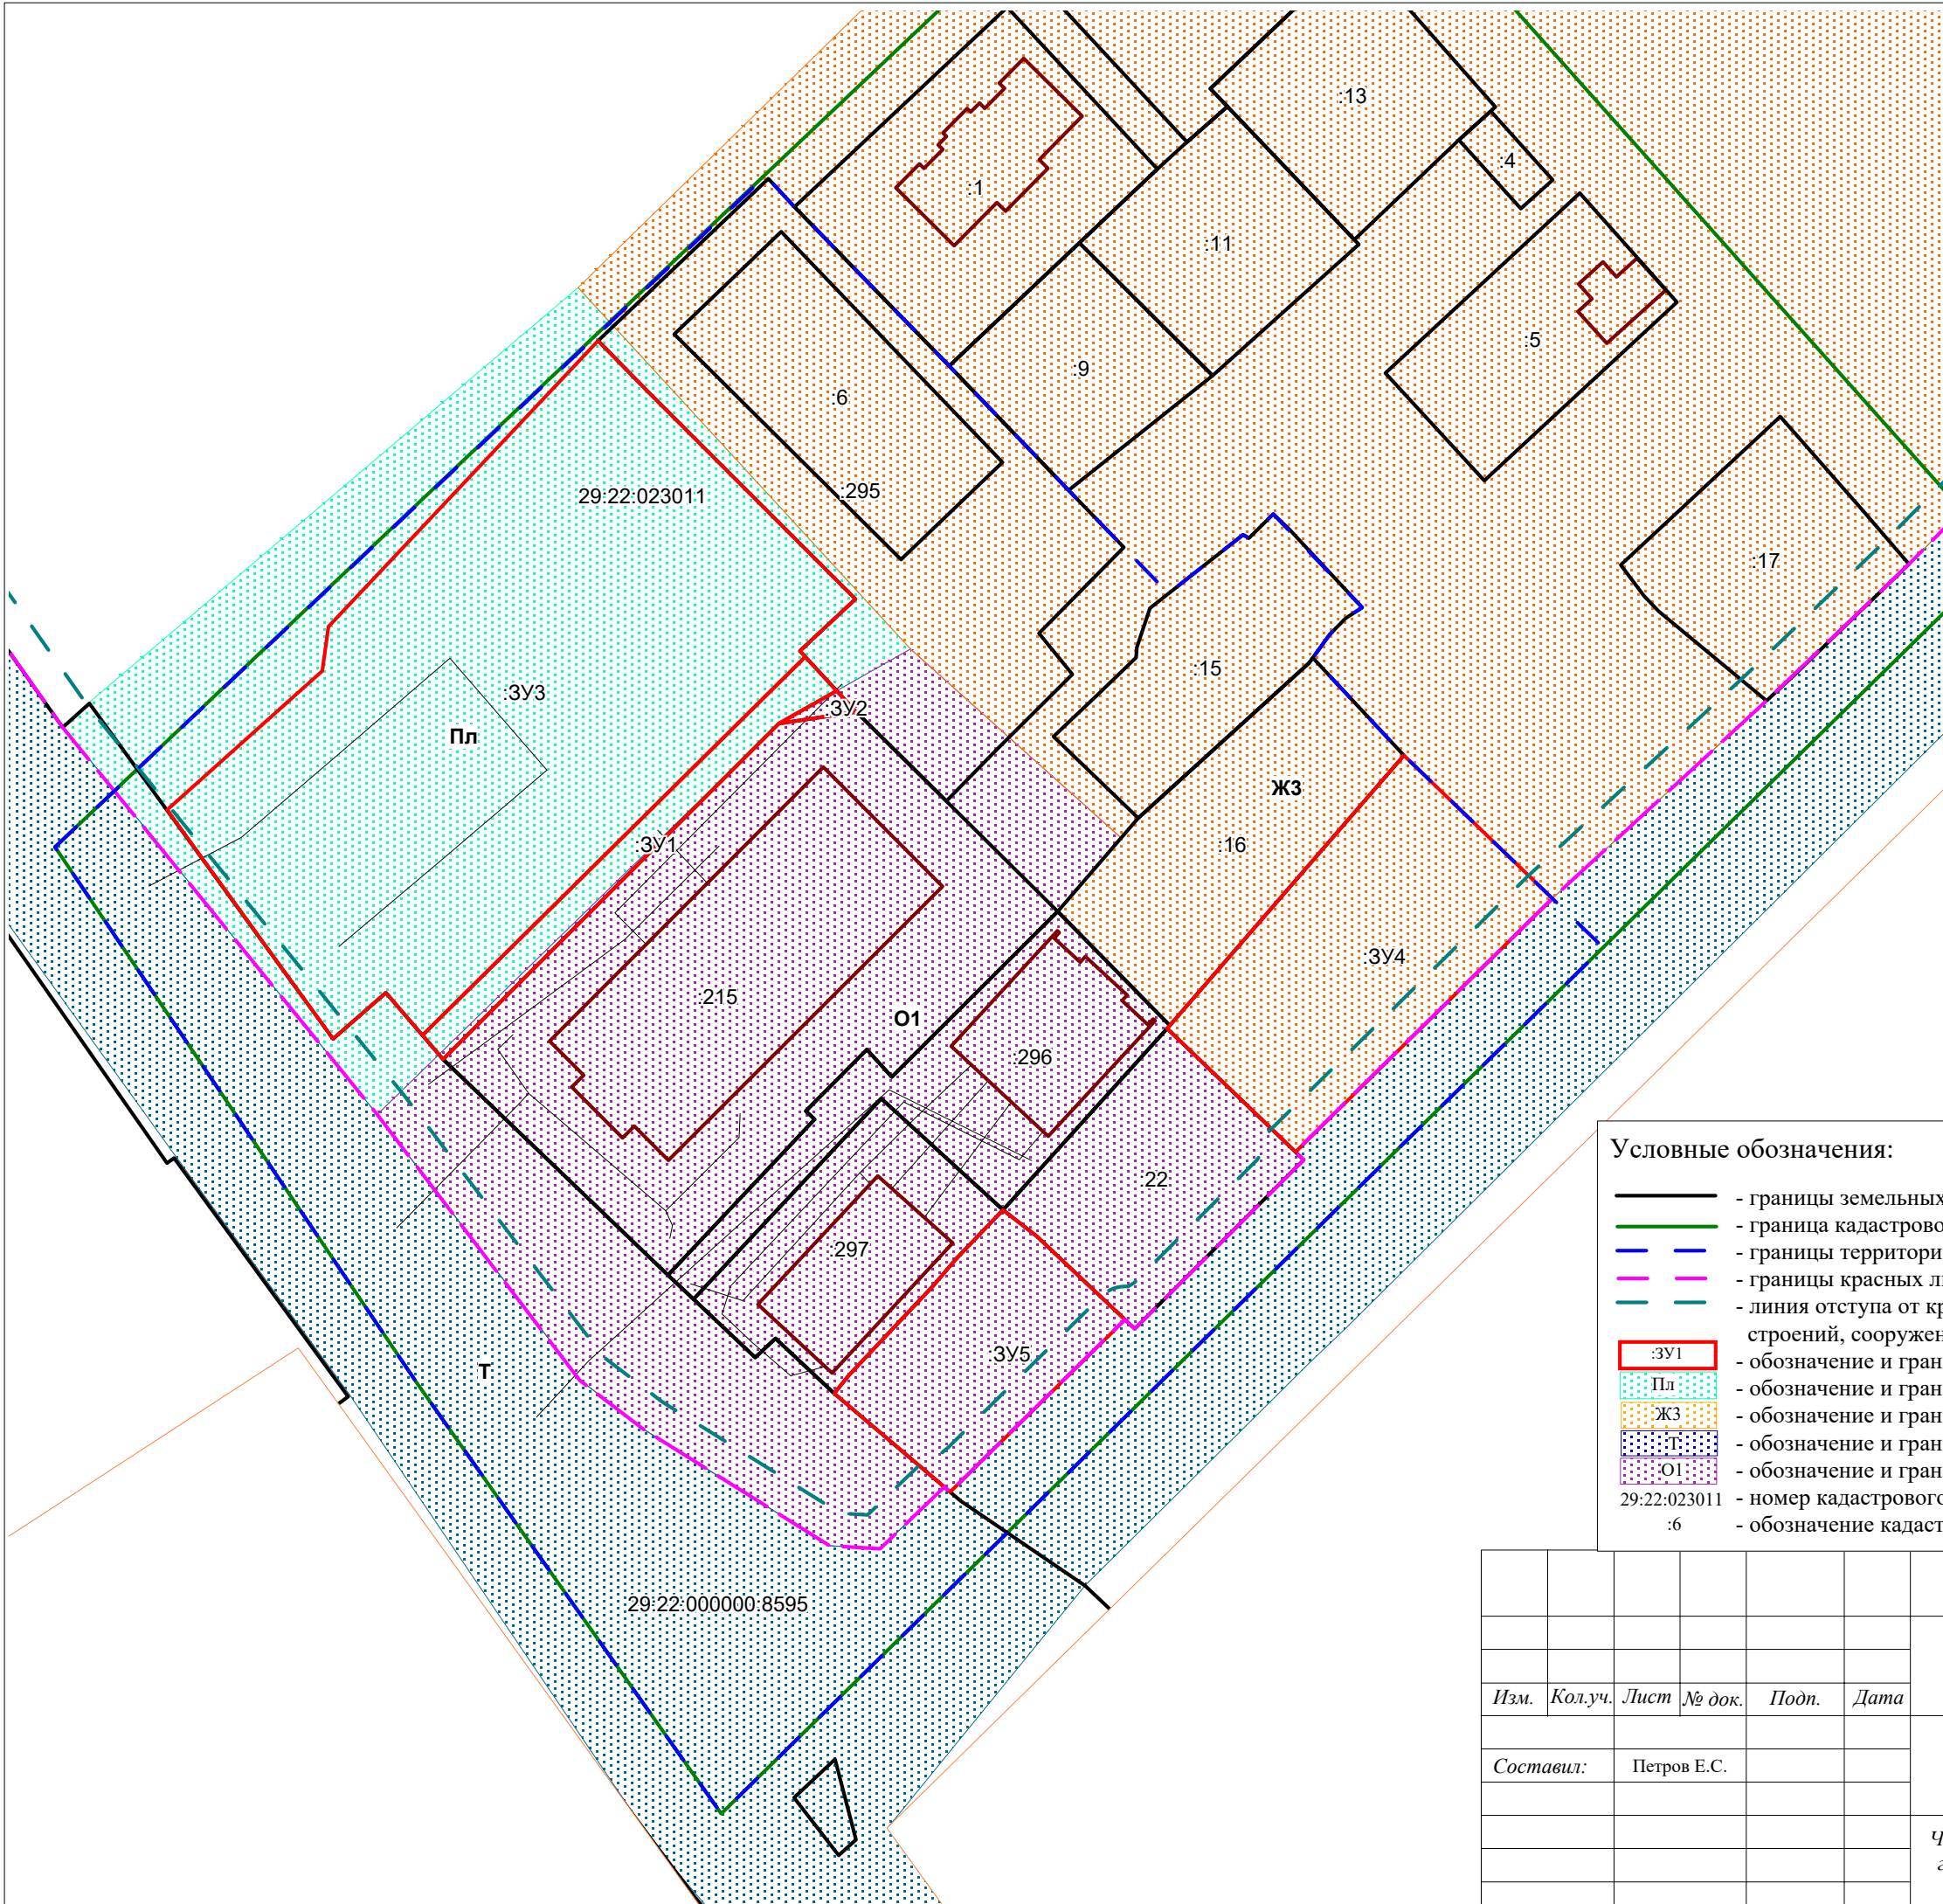 :13
:4
:1
:11
:5
:9
:6
:295
29:22:023011
:17
:15
:ЗУ3
:ЗУ2
Пл
Ж3
:16
:ЗУ1
:ЗУ4
:215
О1
:296
:22
:297
:ЗУ5
Т
29:22:000000:8595
Условные обозначения:
- границы земельных
- граница кадастрово
- границы территори
- границы красных л
- линия отступа от кр
строений, сооружен
:ЗУ1 - обозначение и гран
Пл - обозначение и гран
Ж3 - обозначение и гран
Т - обозначение и гран
О1 - обозначение и гран
29:22:023011 - номер кадастрового
:6 - обозначение кадаст
Изм. Кол.уч. Лист № док. Подп. Дата
Составил: Петров Е.С.